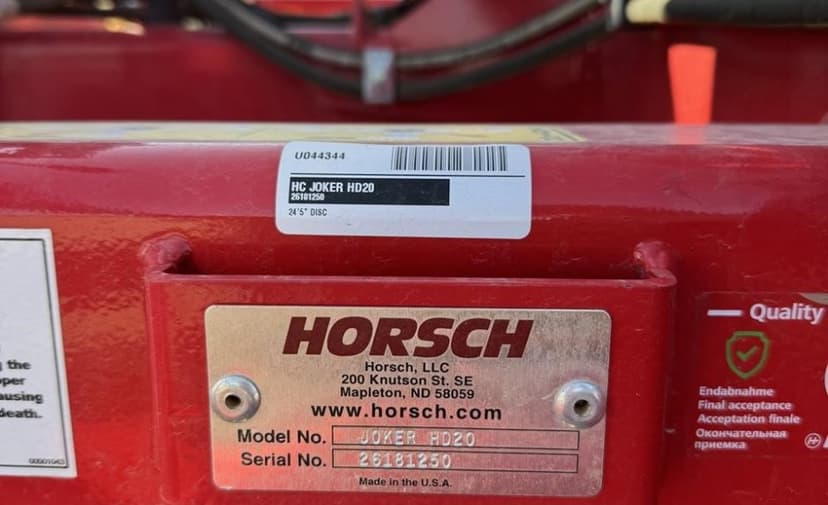 U044344
HC JOKER HD20
26181250
24'5" DISC
the
per
ausing
death.
00001043
HORSCH
Horsch, LLC
200 Knutson St. SE
Mapleton, ND 58059
www.horsch.com
Model No. JOKER HD20
Serial No. 26181250
Made in the U.S.A.
Quality
Endabnahme
Final acceptance
Acceptation finale
Окончательная
приемка